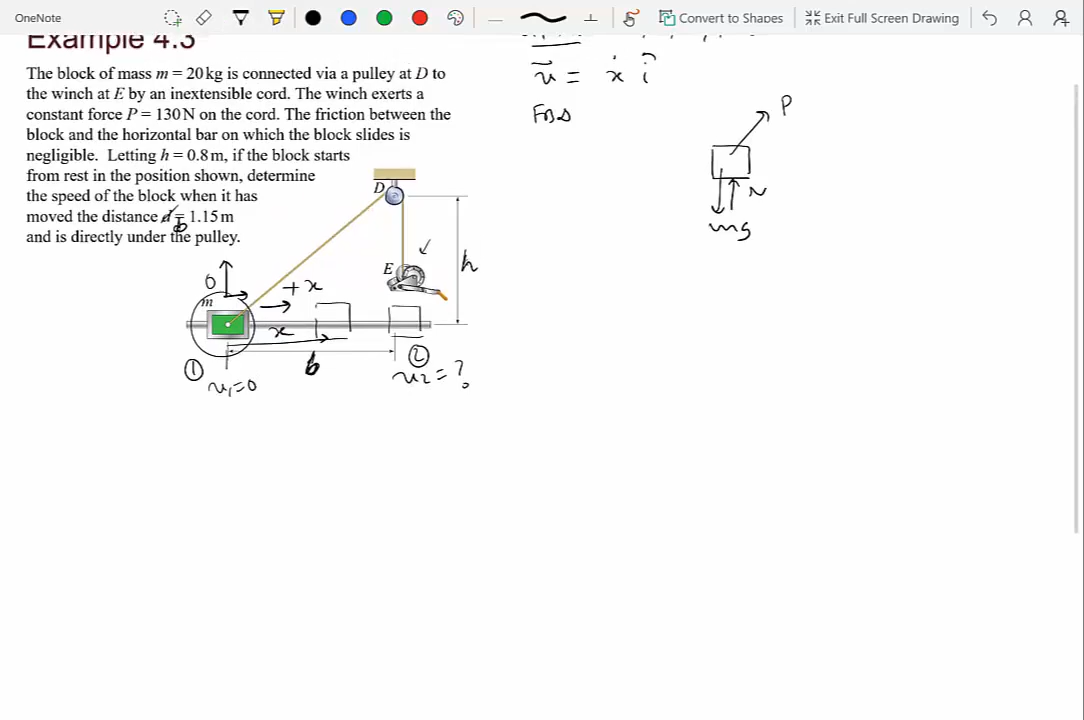 OneNote
Convert to Shapes
Exit Full Screen Drawing
Example 4.3
The block of mass m = 20 kg is connected via a pulley at D to
the winch at E by an inextensible cord. The winch exerts a
constant force P = 130 N on the cord. The friction between the
block and the horizontal bar on which the block slides is
negligible. Letting h = 0.8 m, if the block starts
from rest in the position shown, determine
the speed of the block when it has
moved the distance d = 1.15 m
b
and is directly under the pulley.
D
E
h
O
m
+x
x
b
①
v₁=0
②
v₂=?
v⃗ = ẋ î
FBD
P
N
mg